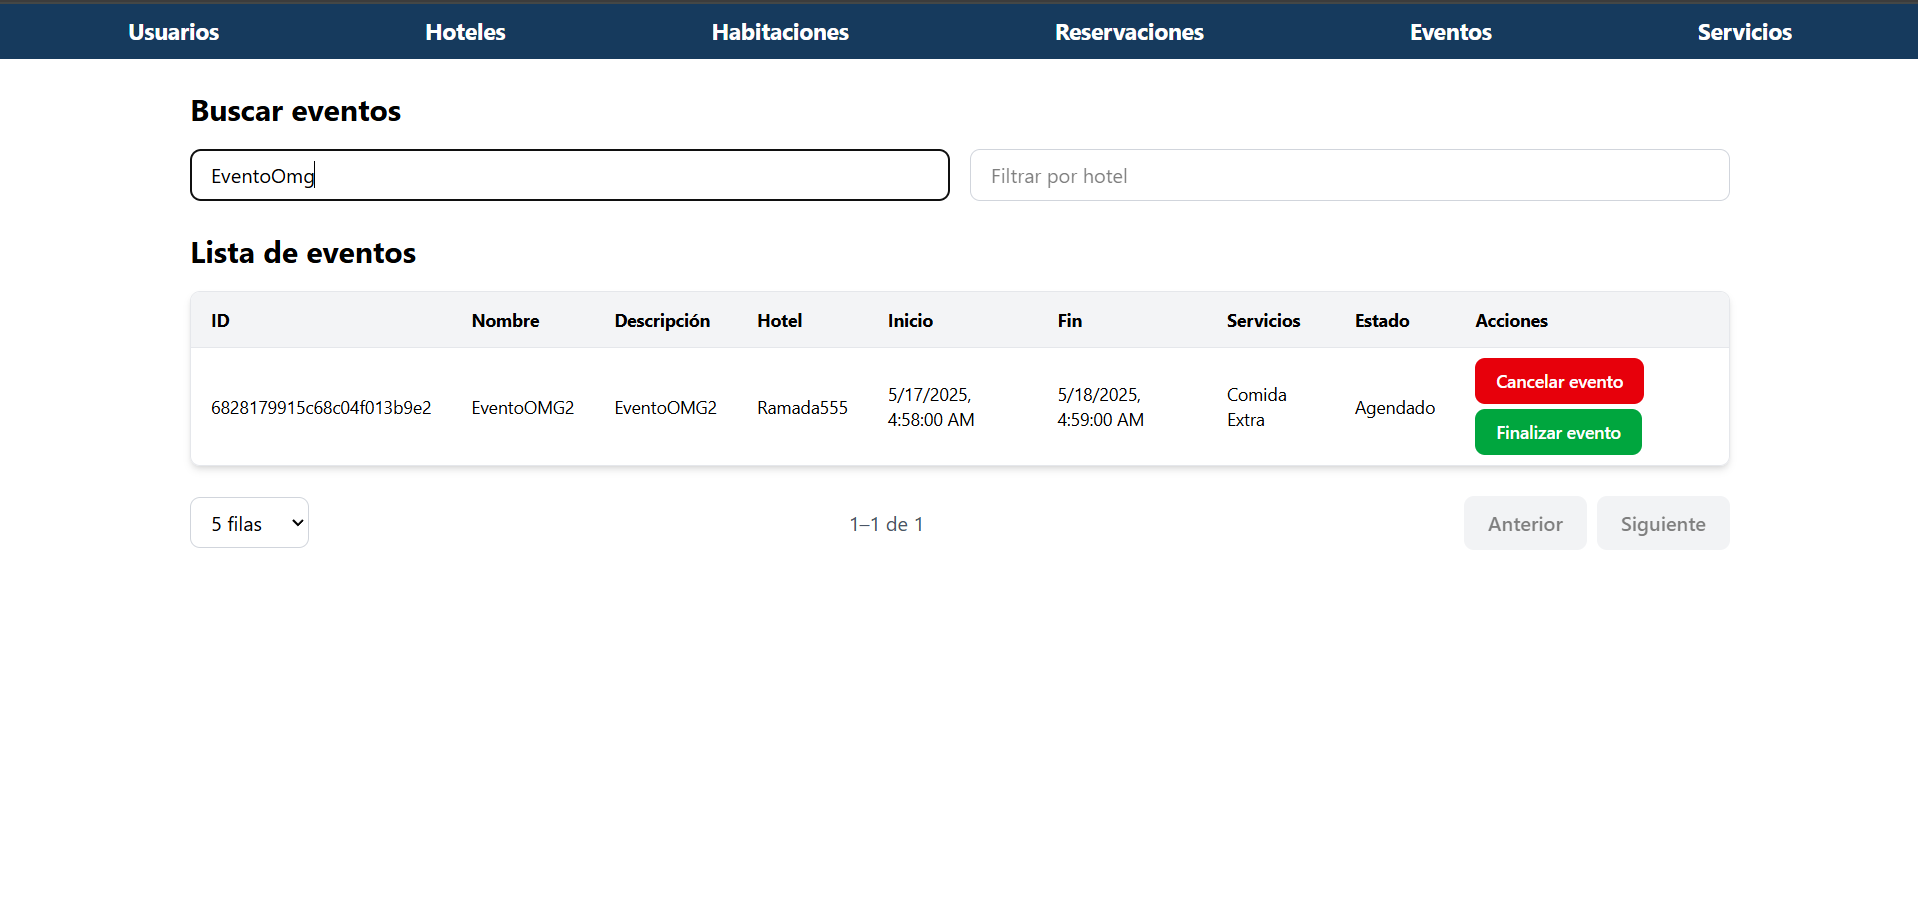 Usuarios Hoteles Habitaciones Reservaciones Eventos Servicios
Buscar eventos
EventoOmg Filtrar por hotel
Lista de eventos
ID Nombre Descripción Hotel Inicio Fin Servicios Estado Acciones
6828179915c68c04f013b9e2 EventoOMG2 EventoOMG2 Ramada555 5/17/2025, 4:58:00 AM 5/18/2025, 4:59:00 AM Comida Extra Agendado Cancelar evento
Finalizar evento
5 filas 1–1 de 1 Anterior Siguiente